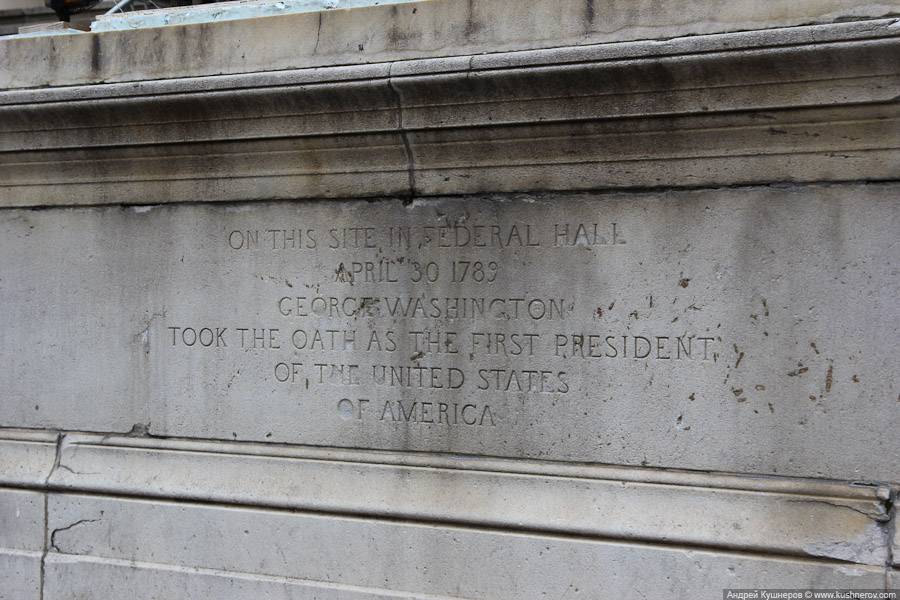 ON THIS SITE IN FEDERAL HALL
APRIL 30 1789
GEORGE WASHINGTON
TOOK THE OATH AS THE FIRST PRESIDENT
OF THE UNITED STATES
OF AMERICA
Андрей Кушнеров © www.kushnerov.com